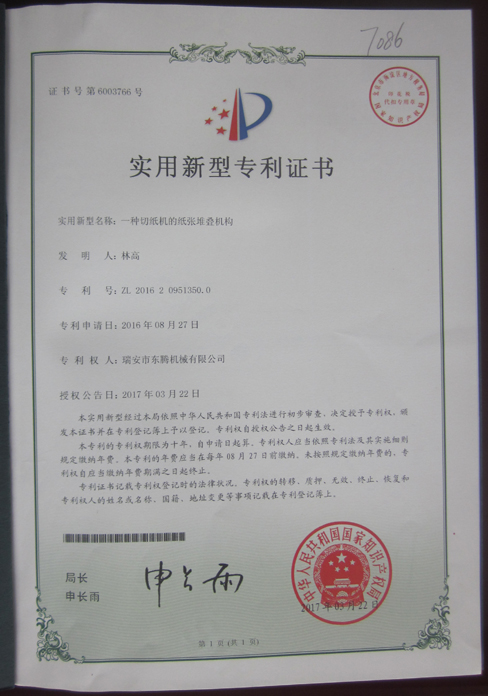 7086
证书号第6003766号
实用新型专利证书
实用新型名称：一种切纸机的纸张堆叠机构
发明人：林高
专利号：ZL 2016 2 0951350.0
专利申请日：2016年08月27日
专利权人：瑞安市东腾机械有限公司
授权公告日：2017年03月22日
本实用新型经过本局依照中华人民共和国专利法进行初步审查，决定授予专利权，颁
发本证书并在专利登记簿上予以登记。专利权自授权公告之日起生效。
本专利的专利权期限为十年，自申请日起算。专利权人应当依照专利法及其实施细则
规定缴纳年费。本专利的年费应当在每年08月27日前缴纳。未按照规定缴纳年费的，专
利权自应当缴纳年费期满之日起终止。
专利证书记载专利权登记时的法律状况。专利权的转移、质押、无效、终止、恢复和
专利权人的姓名或名称、国籍、地址变更等事项记载在专利登记簿上。
局长
申长雨
申长雨
中华人民共和国国家知识产权局
2017年03月22日
第1页（共1页）